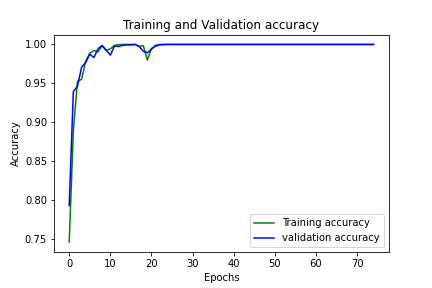 Training and Validation accuracy
1.00
0.95
0.90
0.85
0.80
0.75
Accuracy
Training accuracy
validation accuracy
0 10 20 30 40 50 60 70
Epochs